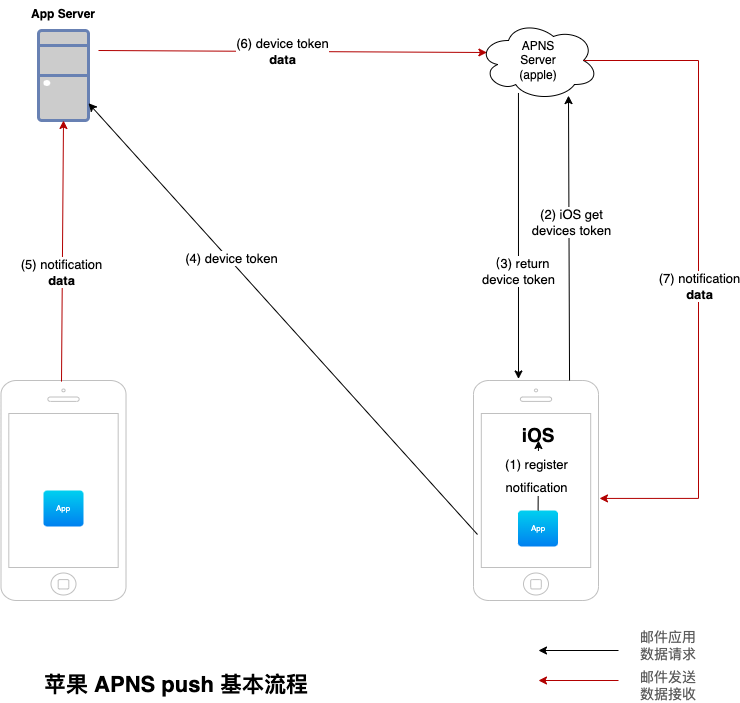 App Server
(6) device token
data
APNS
Server
(apple)
(2) iOS get
devices token
(4) device token
(3) return
device token
(5) notification
data
(7) notification
data
iOS
(1) register
notification
App
App
邮件应用
数据请求
苹果 APNS push 基本流程
邮件发送
数据接收